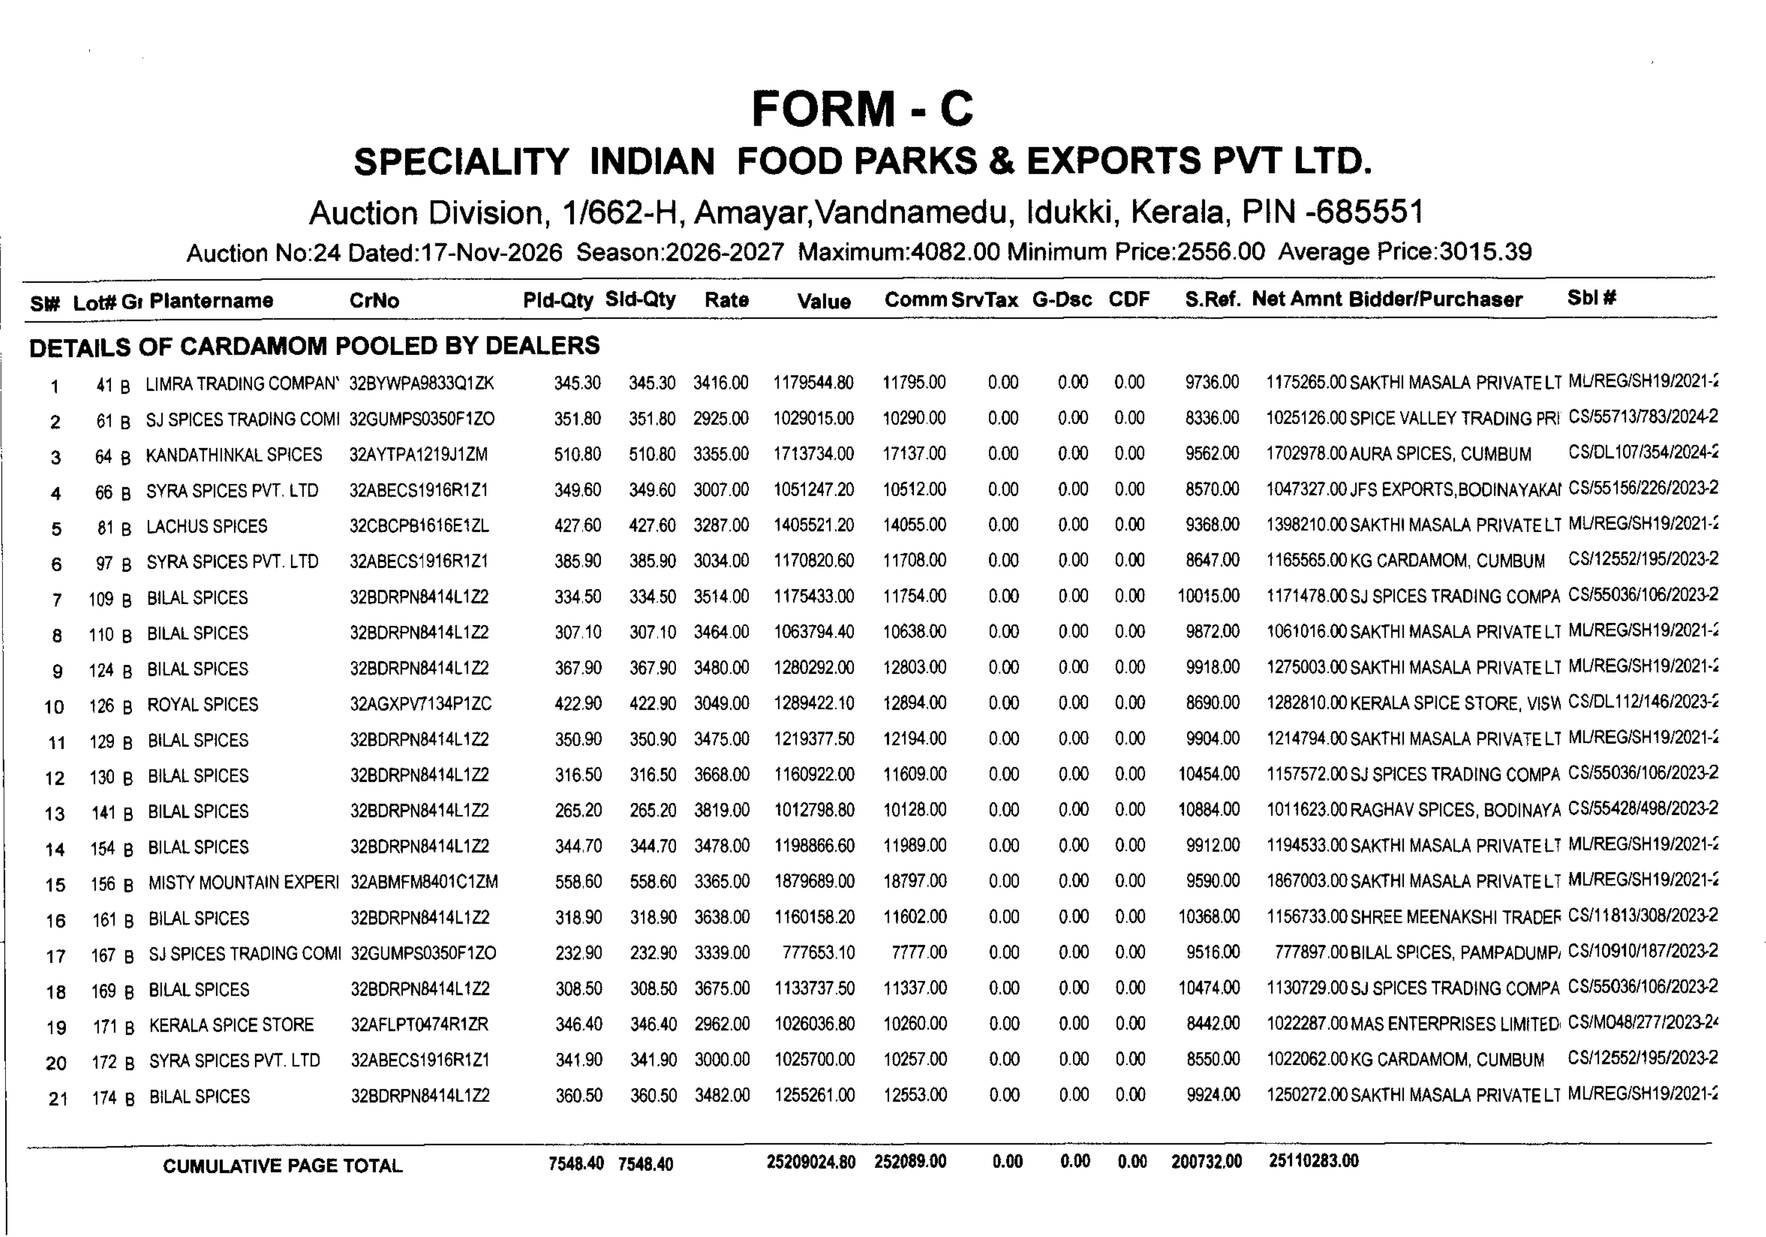 FORM - C
SPECIALITY INDIAN FOOD PARKS & EXPORTS PVT LTD.
Auction Division, 1/662-H, Amayar,Vandnamedu, Idukki, Kerala, PIN -685551
Auction No:24 Dated:17-Nov-2026 Season:2026-2027 Maximum:4082.00 Minimum Price:2556.00 Average Price:3015.39
Sl# Lot# Gr Plantername CrNo Pld-Qty Sld-Qty Rate Value Comm SrvTax G-Dsc CDF S.Ref. Net Amnt Bidder/Purchaser Sbl #
DETAILS OF CARDAMOM POOLED BY DEALERS
1 41 B LIMRA TRADING COMPAN 32BYWPA9833Q1ZK 345.30 345.30 3416.00 1179544.80 11795.00 0.00 0.00 0.00 9736.00 1175265.00 SAKTHI MASALA PRIVATE LT ML/REG/SH19/2021-2
2 61 B SJ SPICES TRADING COMI 32GUMPS0350F1ZO 351.80 351.80 2925.00 1029015.00 10290.00 0.00 0.00 0.00 8336.00 1025126.00 SPICE VALLEY TRADING PRI CS/55713/783/2024-2
3 64 B KANDATHINKAL SPICES 32AYTPA1219J1ZM 510.80 510.80 3355.00 1713734.00 17137.00 0.00 0.00 0.00 9562.00 1702978.00 AURA SPICES, CUMBUM CS/DL107/354/2024-2
4 66 B SYRA SPICES PVT. LTD 32ABECS1916R1Z1 349.60 349.60 3007.00 1051247.20 10512.00 0.00 0.00 0.00 8570.00 1047327.00 JFS EXPORTS,BODINAYAKAI CS/55156/226/2023-2
5 81 B LACHUS SPICES 32CBCPB1616E1ZL 427.60 427.60 3287.00 1405521.20 14055.00 0.00 0.00 0.00 9368.00 1398210.00 SAKTHI MASALA PRIVATE LT ML/REG/SH19/2021-2
6 97 B SYRA SPICES PVT. LTD 32ABECS1916R1Z1 385.90 385.90 3034.00 1170820.60 11708.00 0.00 0.00 0.00 8647.00 1165565.00 KG CARDAMOM, CUMBUM CS/12552/195/2023-2
7 109 B BILAL SPICES 32BDRPN8414L1Z2 334.50 334.50 3514.00 1175433.00 11754.00 0.00 0.00 0.00 10015.00 1171478.00 SJ SPICES TRADING COMPA CS/55036/106/2023-2
8 110 B BILAL SPICES 32BDRPN8414L1Z2 307.10 307.10 3464.00 1063794.40 10638.00 0.00 0.00 0.00 9872.00 1061016.00 SAKTHI MASALA PRIVATE LT ML/REG/SH19/2021-2
9 124 B BILAL SPICES 32BDRPN8414L1Z2 367.90 367.90 3480.00 1280292.00 12803.00 0.00 0.00 0.00 9918.00 1275003.00 SAKTHI MASALA PRIVATE LT ML/REG/SH19/2021-2
10 126 B ROYAL SPICES 32AGXPV7134P1ZC 422.90 422.90 3049.00 1289422.10 12894.00 0.00 0.00 0.00 8690.00 1282810.00 KERALA SPICE STORE, VISW CS/DL112/146/2023-2
11 129 B BILAL SPICES 32BDRPN8414L1Z2 350.90 350.90 3475.00 1219377.50 12194.00 0.00 0.00 0.00 9904.00 1214794.00 SAKTHI MASALA PRIVATE LT ML/REG/SH19/2021-2
12 130 B BILAL SPICES 32BDRPN8414L1Z2 316.50 316.50 3668.00 1160922.00 11609.00 0.00 0.00 0.00 10454.00 1157572.00 SJ SPICES TRADING COMPA CS/55036/106/2023-2
13 141 B BILAL SPICES 32BDRPN8414L1Z2 265.20 265.20 3819.00 1012798.80 10128.00 0.00 0.00 0.00 10884.00 1011623.00 RAGHAV SPICES, BODINAYA CS/55428/498/2023-2
14 154 B BILAL SPICES 32BDRPN8414L1Z2 344.70 344.70 3478.00 1198866.60 11989.00 0.00 0.00 0.00 9912.00 1194533.00 SAKTHI MASALA PRIVATE LT ML/REG/SH19/2021-2
15 156 B MISTY MOUNTAIN EXPERI 32ABMFM8401C1ZM 558.60 558.60 3365.00 1879689.00 18797.00 0.00 0.00 0.00 9590.00 1867003.00 SAKTHI MASALA PRIVATE LT ML/REG/SH19/2021-2
16 161 B BILAL SPICES 32BDRPN8414L1Z2 318.90 318.90 3638.00 1160158.20 11602.00 0.00 0.00 0.00 10368.00 1156733.00 SHREE MEENAKSHI TRADEF CS/11813/308/2023-2
17 167 B SJ SPICES TRADING COMI 32GUMPS0350F1ZO 232.90 232.90 3339.00 777653.10 7777.00 0.00 0.00 0.00 9516.00 777897.00 BILAL SPICES, PAMPADUMP CS/10910/187/2023-2
18 169 B BILAL SPICES 32BDRPN8414L1Z2 308.50 308.50 3675.00 1133737.50 11337.00 0.00 0.00 0.00 10474.00 1130729.00 SJ SPICES TRADING COMPA CS/55036/106/2023-2
19 171 B KERALA SPICE STORE 32AFLPT0474R1ZR 346.40 346.40 2962.00 1026036.80 10260.00 0.00 0.00 0.00 8442.00 1022287.00 MAS ENTERPRISES LIMITED CS/M048/277/2023-24
20 172 B SYRA SPICES PVT. LTD 32ABECS1916R1Z1 341.90 341.90 3000.00 1025700.00 10257.00 0.00 0.00 0.00 8550.00 1022062.00 KG CARDAMOM, CUMBUM CS/12552/195/2023-2
21 174 B BILAL SPICES 32BDRPN8414L1Z2 360.50 360.50 3482.00 1255261.00 12553.00 0.00 0.00 0.00 9924.00 1250272.00 SAKTHI MASALA PRIVATE LT ML/REG/SH19/2021-2
CUMULATIVE PAGE TOTAL 7548.40 7548.40 25209024.80 252089.00 0.00 0.00 0.00 200732.00 25110283.00